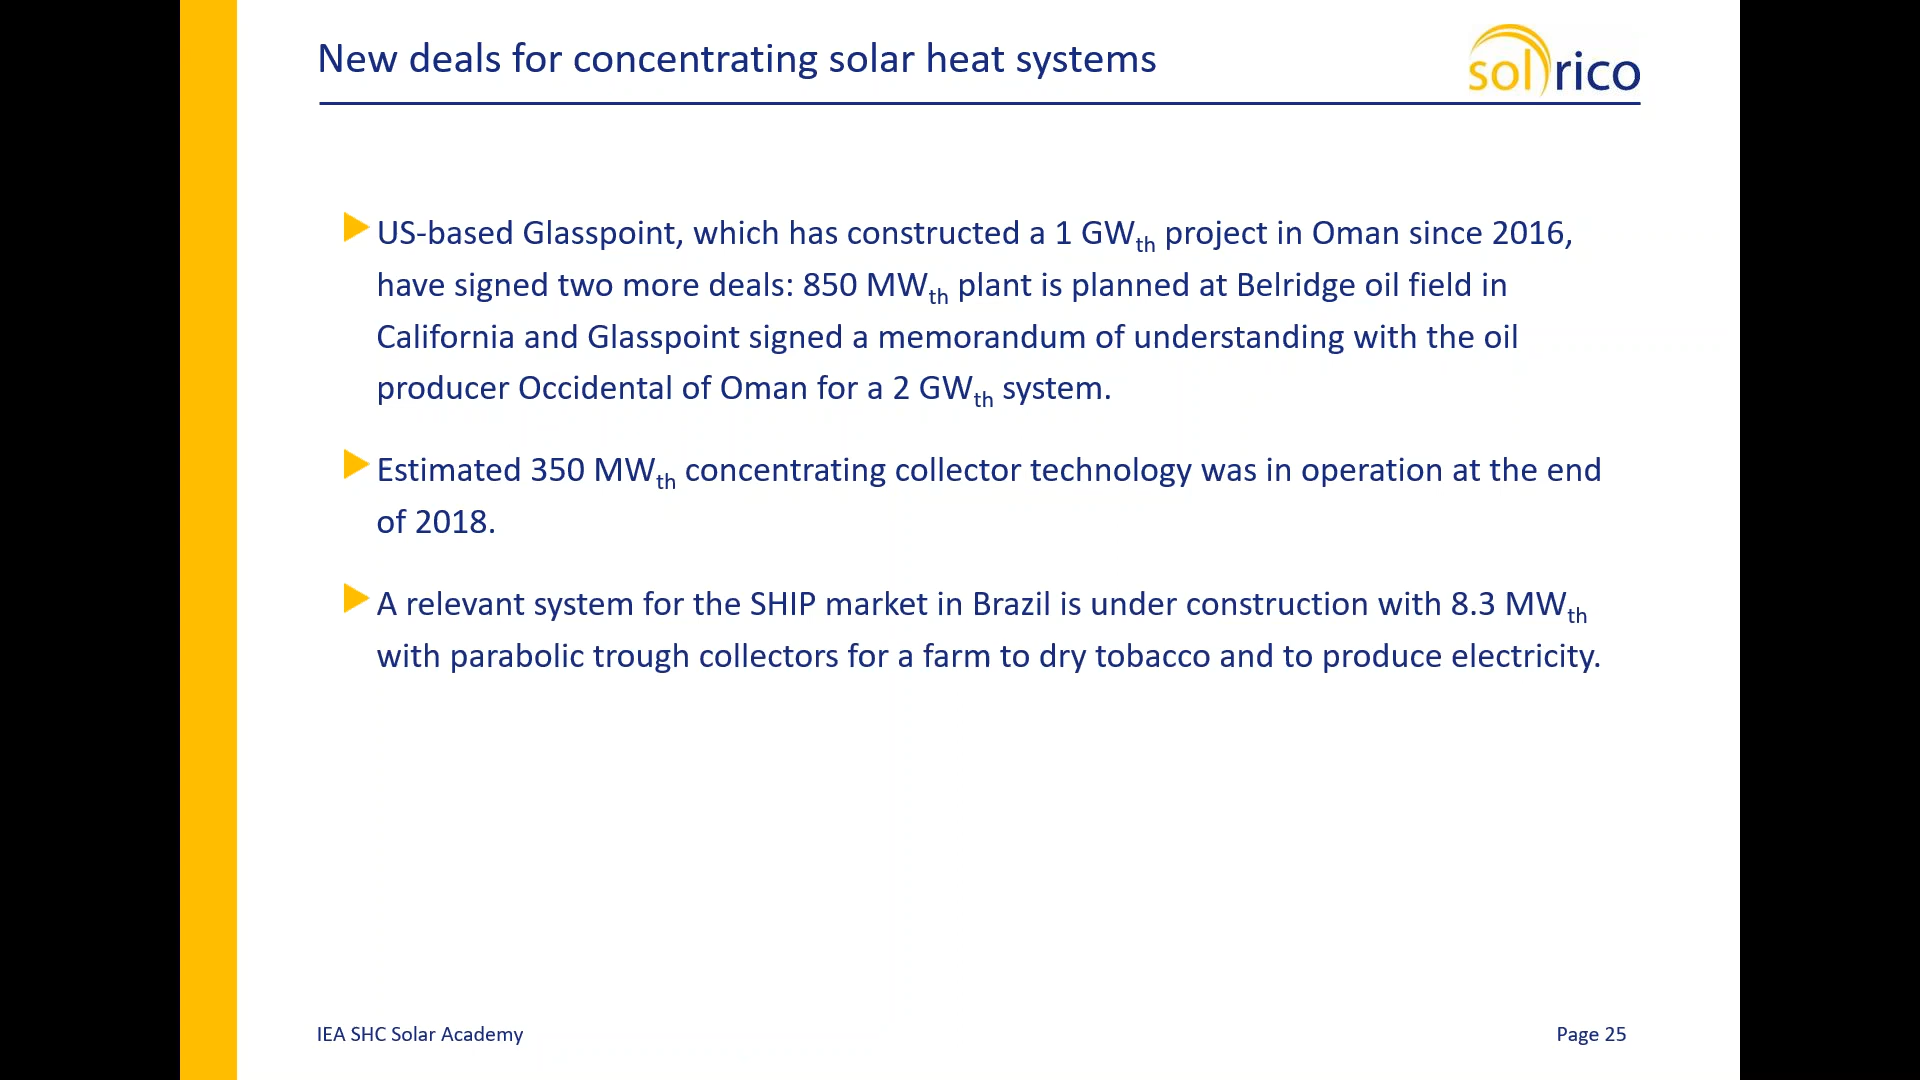 New deals for concentrating solar heat systems
solrico
US-based Glasspoint, which has constructed a 1 GWth project in Oman since 2016,
have signed two more deals: 850 MWth plant is planned at Belridge oil field in
California and Glasspoint signed a memorandum of understanding with the oil
producer Occidental of Oman for a 2 GWth system.
Estimated 350 MWth concentrating collector technology was in operation at the end
of 2018.
A relevant system for the SHIP market in Brazil is under construction with 8.3 MWth
with parabolic trough collectors for a farm to dry tobacco and to produce electricity.
IEA SHC Solar Academy
Page 25